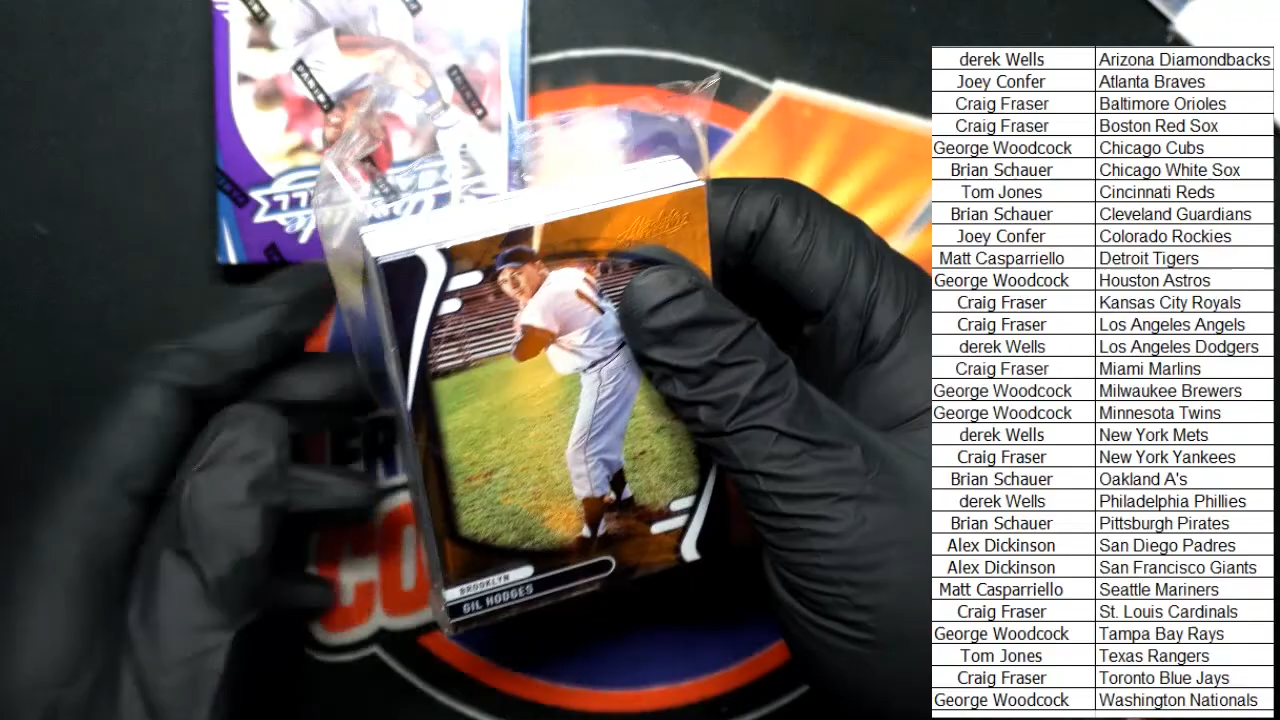 PANINI
Absolute
BROOKLYN
GIL HODGES
CO
derek Wells Arizona Diamondbacks
Joey Confer Atlanta Braves
Craig Fraser Baltimore Orioles
Craig Fraser Boston Red Sox
George Woodcock Chicago Cubs
Brian Schauer Chicago White Sox
Tom Jones Cincinnati Reds
Brian Schauer Cleveland Guardians
Joey Confer Colorado Rockies
Matt Casparriello Detroit Tigers
George Woodcock Houston Astros
Craig Fraser Kansas City Royals
Craig Fraser Los Angeles Angels
derek Wells Los Angeles Dodgers
Craig Fraser Miami Marlins
George Woodcock Milwaukee Brewers
George Woodcock Minnesota Twins
derek Wells New York Mets
Craig Fraser New York Yankees
Brian Schauer Oakland A's
derek Wells Philadelphia Phillies
Brian Schauer Pittsburgh Pirates
Alex Dickinson San Diego Padres
Alex Dickinson San Francisco Giants
Matt Casparriello Seattle Mariners
Craig Fraser St. Louis Cardinals
George Woodcock Tampa Bay Rays
Tom Jones Texas Rangers
Craig Fraser Toronto Blue Jays
George Woodcock Washington Nationals